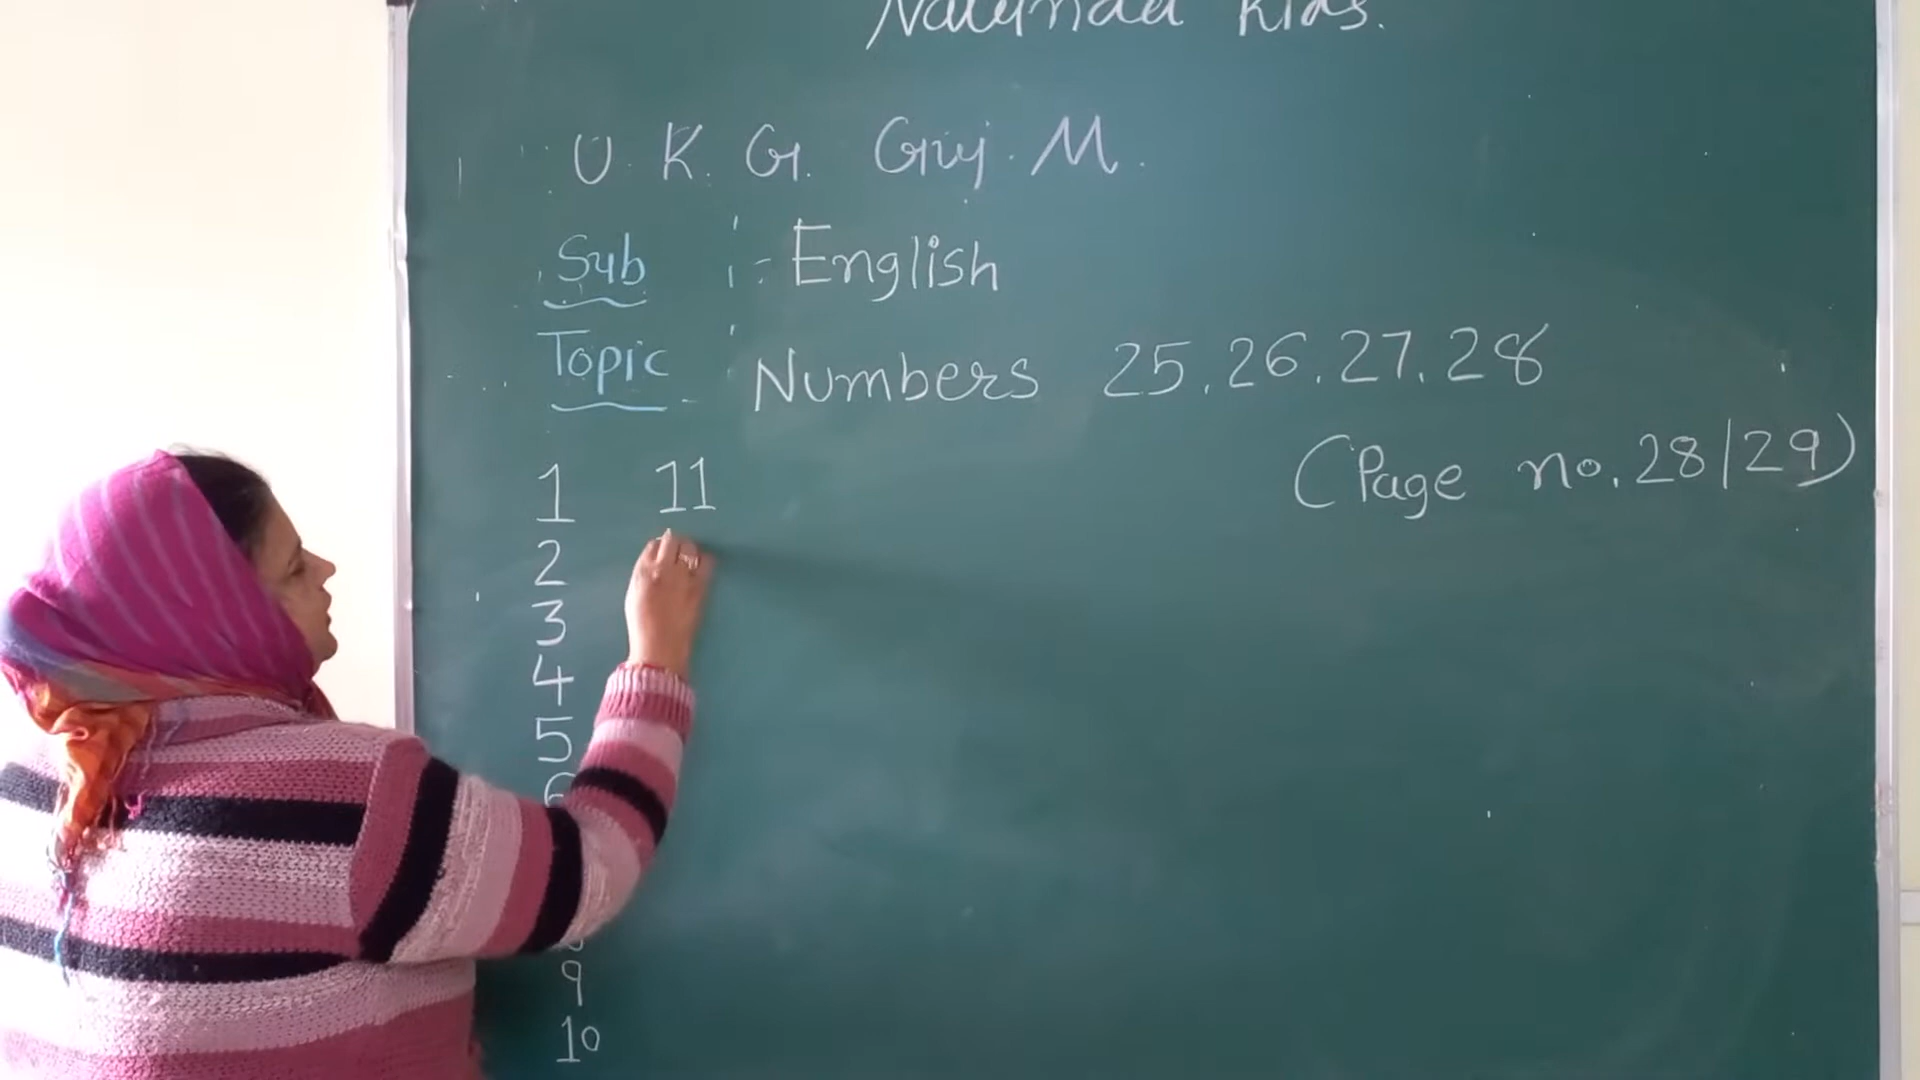 Kids.
U. K. G. Guj. M.
Sub :- English
Topic : Numbers 25, 26, 27, 28
(Page no. 28/29)
1 11
2
3
4
5
6
9
10